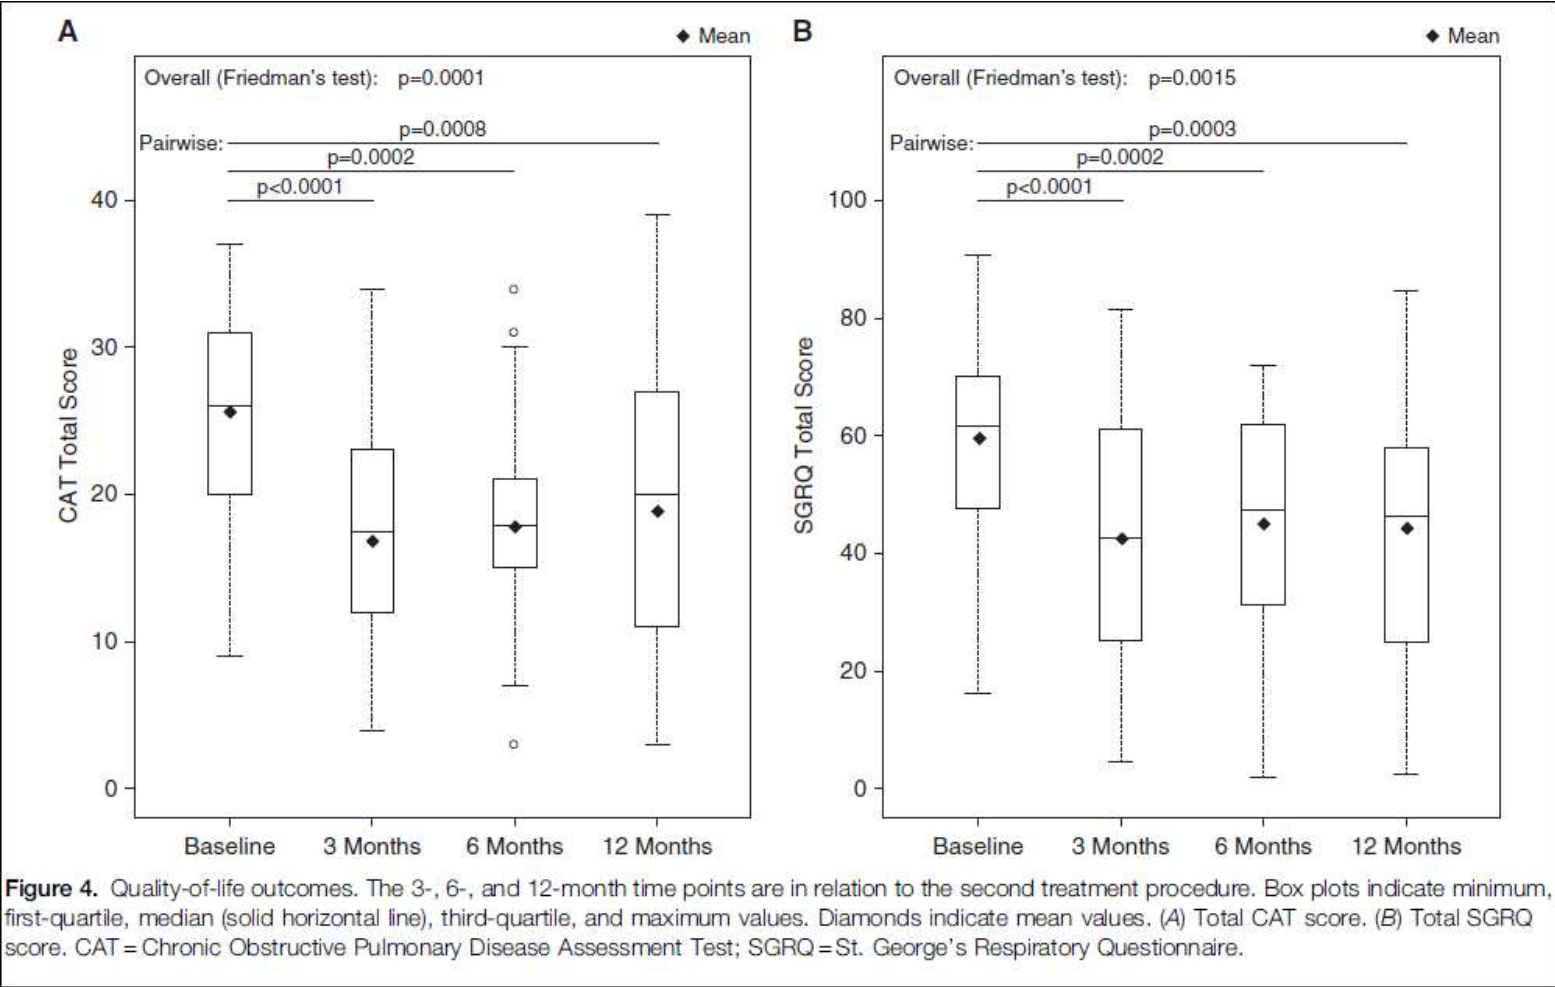 A
◆ Mean
Overall (Friedman's test): p=0.0001
Pairwise:
p=0.0008
p=0.0002
p<0.0001
CAT Total Score
40
30
20
10
0
Baseline 3 Months 6 Months 12 Months
B
◆ Mean
Overall (Friedman's test): p=0.0015
Pairwise:
p=0.0003
p=0.0002
p<0.0001
SGRQ Total Score
100
80
60
40
20
0
Baseline 3 Months 6 Months 12 Months
Figure 4. Quality-of-life outcomes. The 3-, 6-, and 12-month time points are in relation to the second treatment procedure. Box plots indicate minimum,
first-quartile, median (solid horizontal line), third-quartile, and maximum values. Diamonds indicate mean values. (A) Total CAT score. (B) Total SGRQ
score. CAT = Chronic Obstructive Pulmonary Disease Assessment Test; SGRQ = St. George's Respiratory Questionnaire.